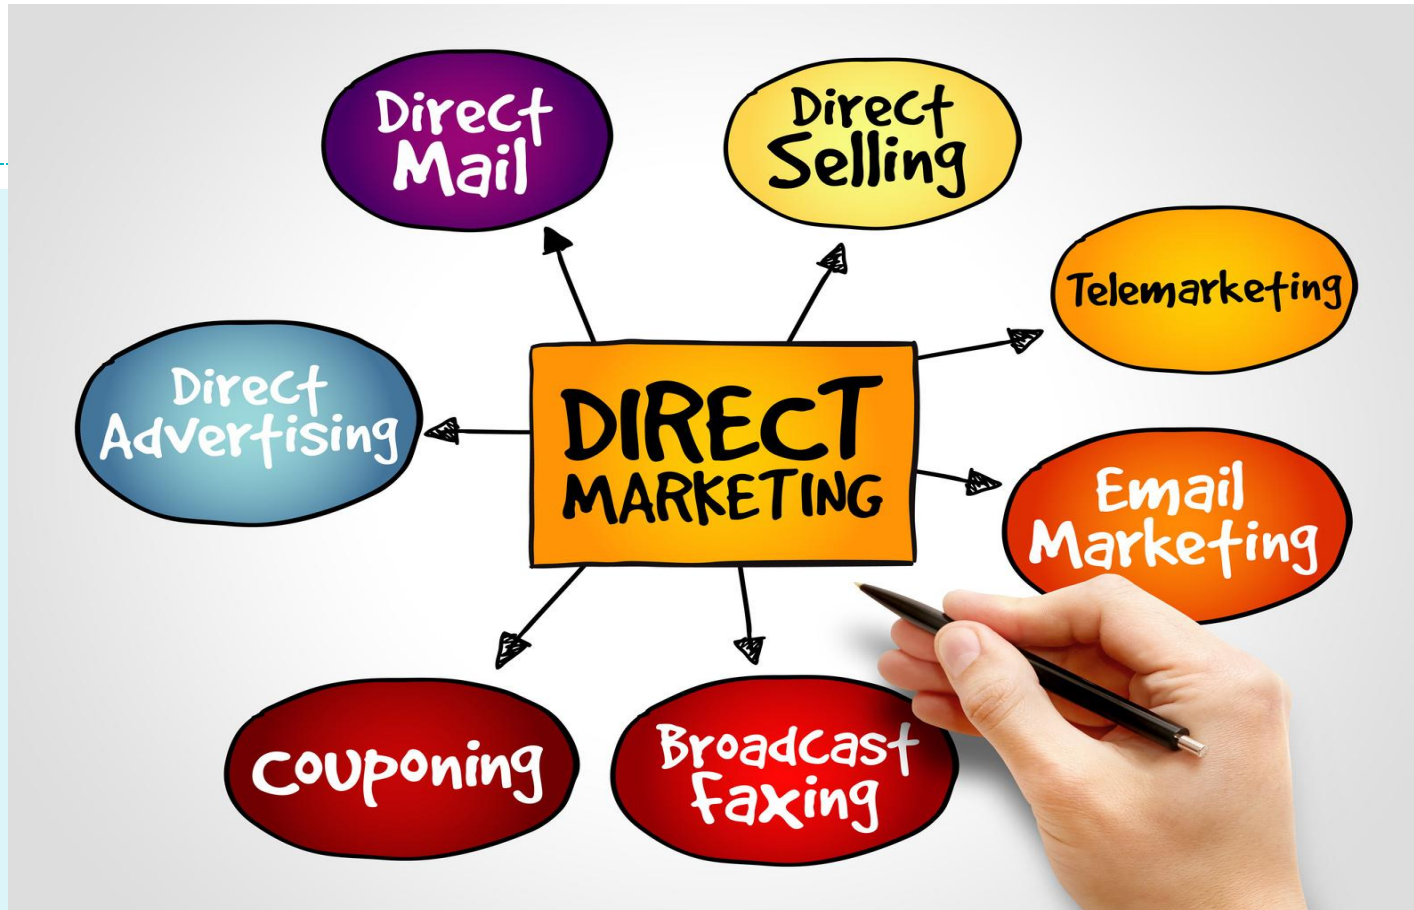 Direct
Mail
Direct
Selling
Telemarketing
Direct
Advertising
DIRECT
MARKETING
Email
Marketing
Couponing
Broadcast
Faxing